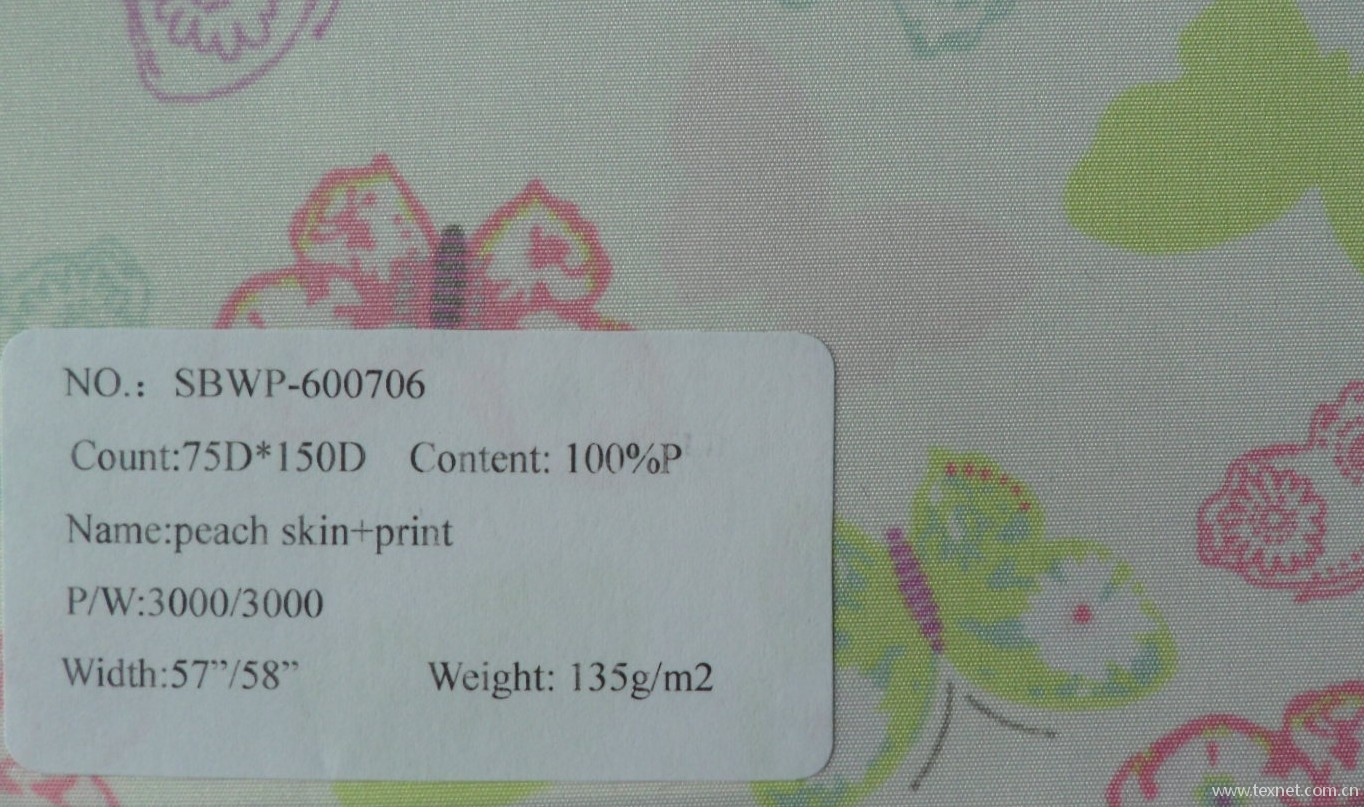 NO.： SBWP-600706
Count:75D*150D Content: 100%P
Name:peach skin+print
P/W:3000/3000
Width:57”/58” Weight: 135g/m2
www.texnet.com.cn